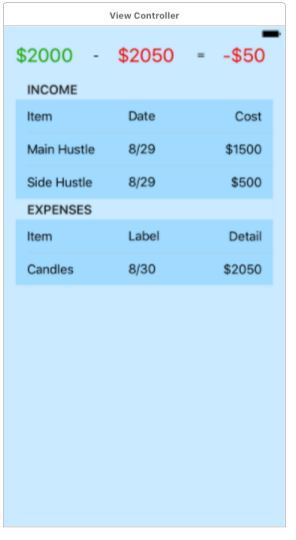 View Controller
$2000 - $2050 = -$50
INCOME
Item Date Cost
Main Hustle 8/29 $1500
Side Hustle 8/29 $500
EXPENSES
Item Label Detail
Candles 8/30 $2050